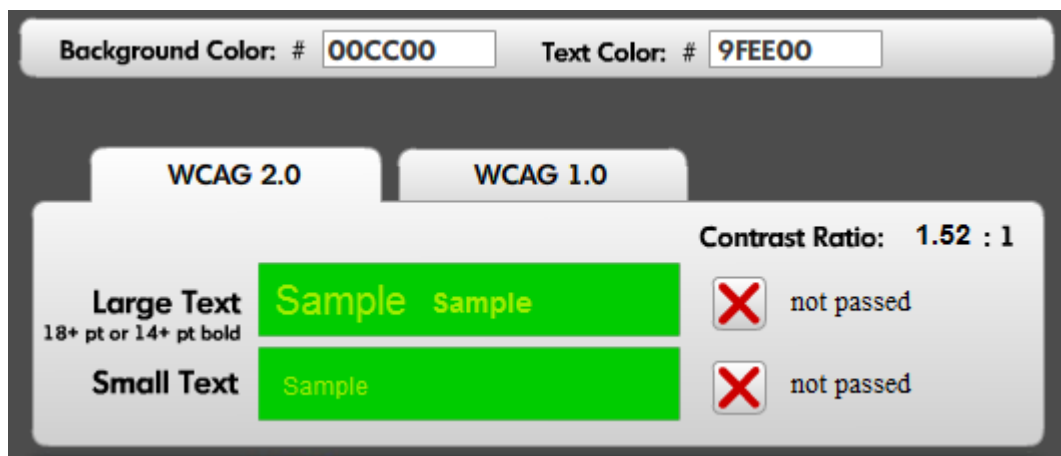 Background Color: # 00CC00 Text Color: # 9FEE00
WCAG 2.0 WCAG 1.0
Contrast Ratio: 1.52 : 1
Large Text Sample Sample not passed
18+ pt or 14+ pt bold
Small Text Sample not passed